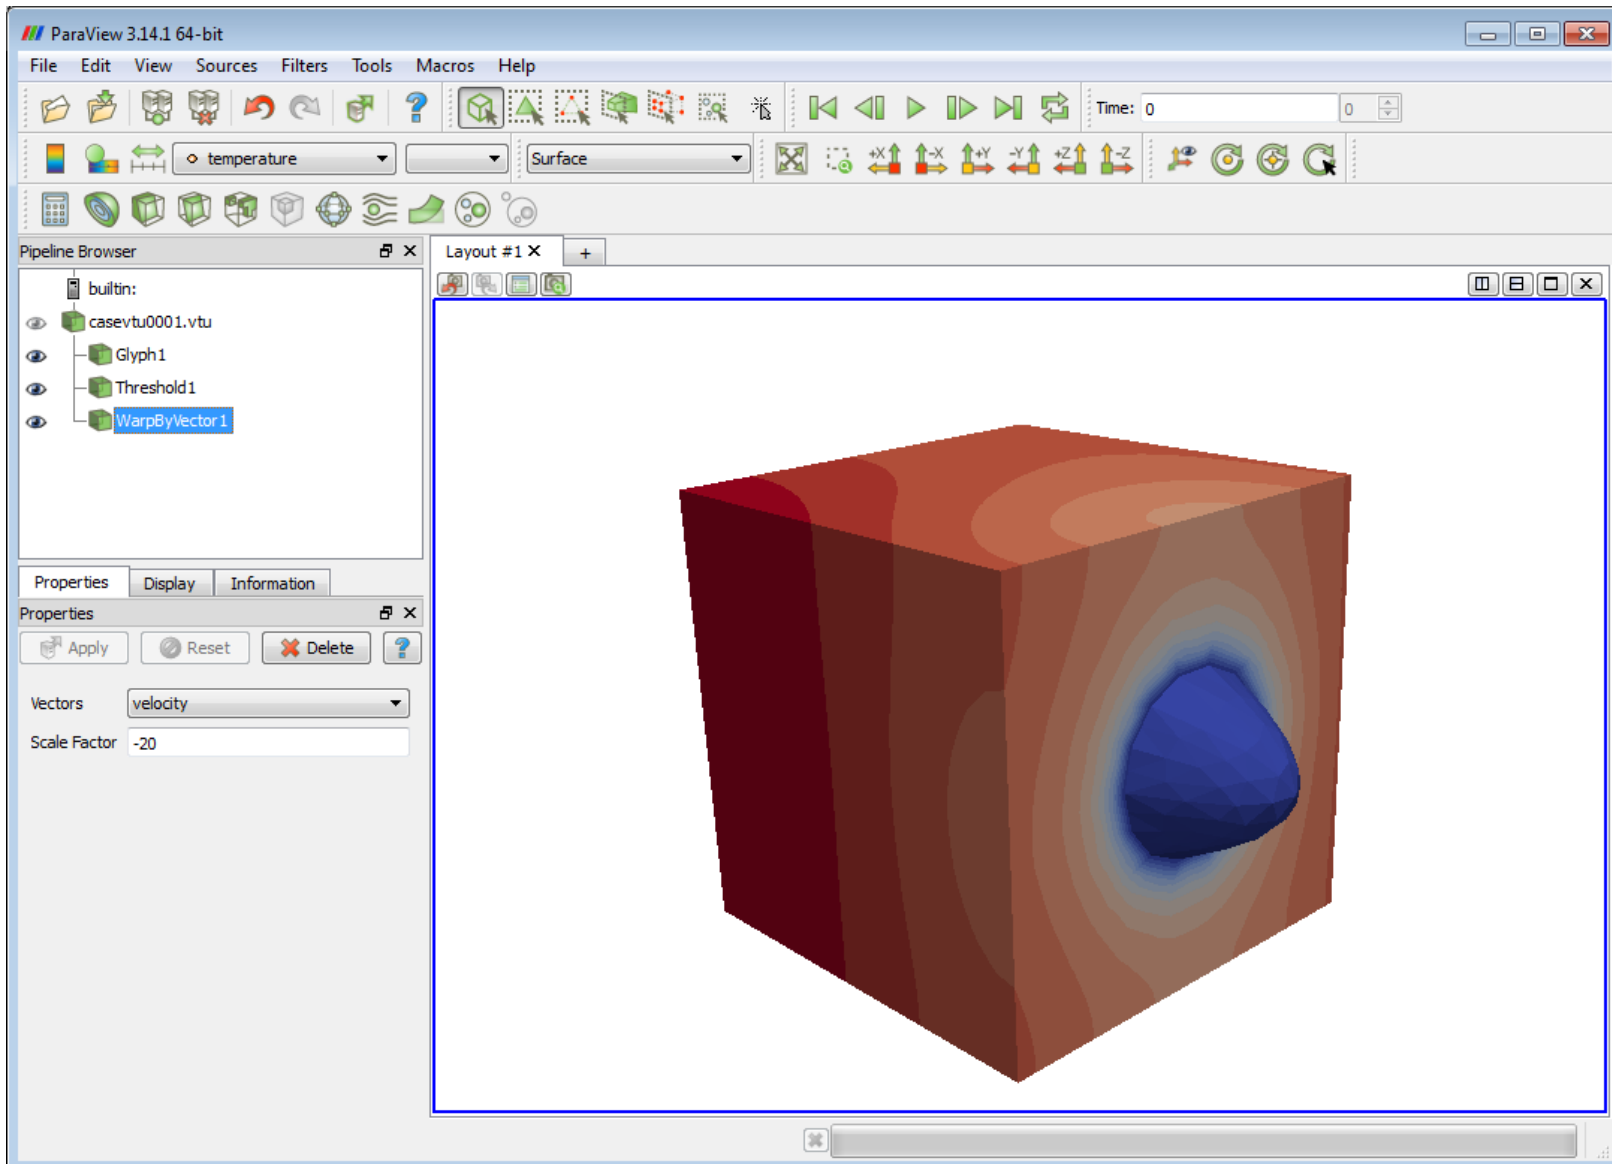 ParaView 3.14.1 64-bit
File Edit View Sources Filters Tools Macros Help
Time: 0 0
temperature Surface
+X -X +Y -Y +Z -Z
Pipeline Browser
Layout #1
builtin:
casevtu0001.vtu
Glyph1
Threshold1
WarpByVector1
Properties Display Information
Properties
Apply Reset Delete
Vectors velocity
Scale Factor -20